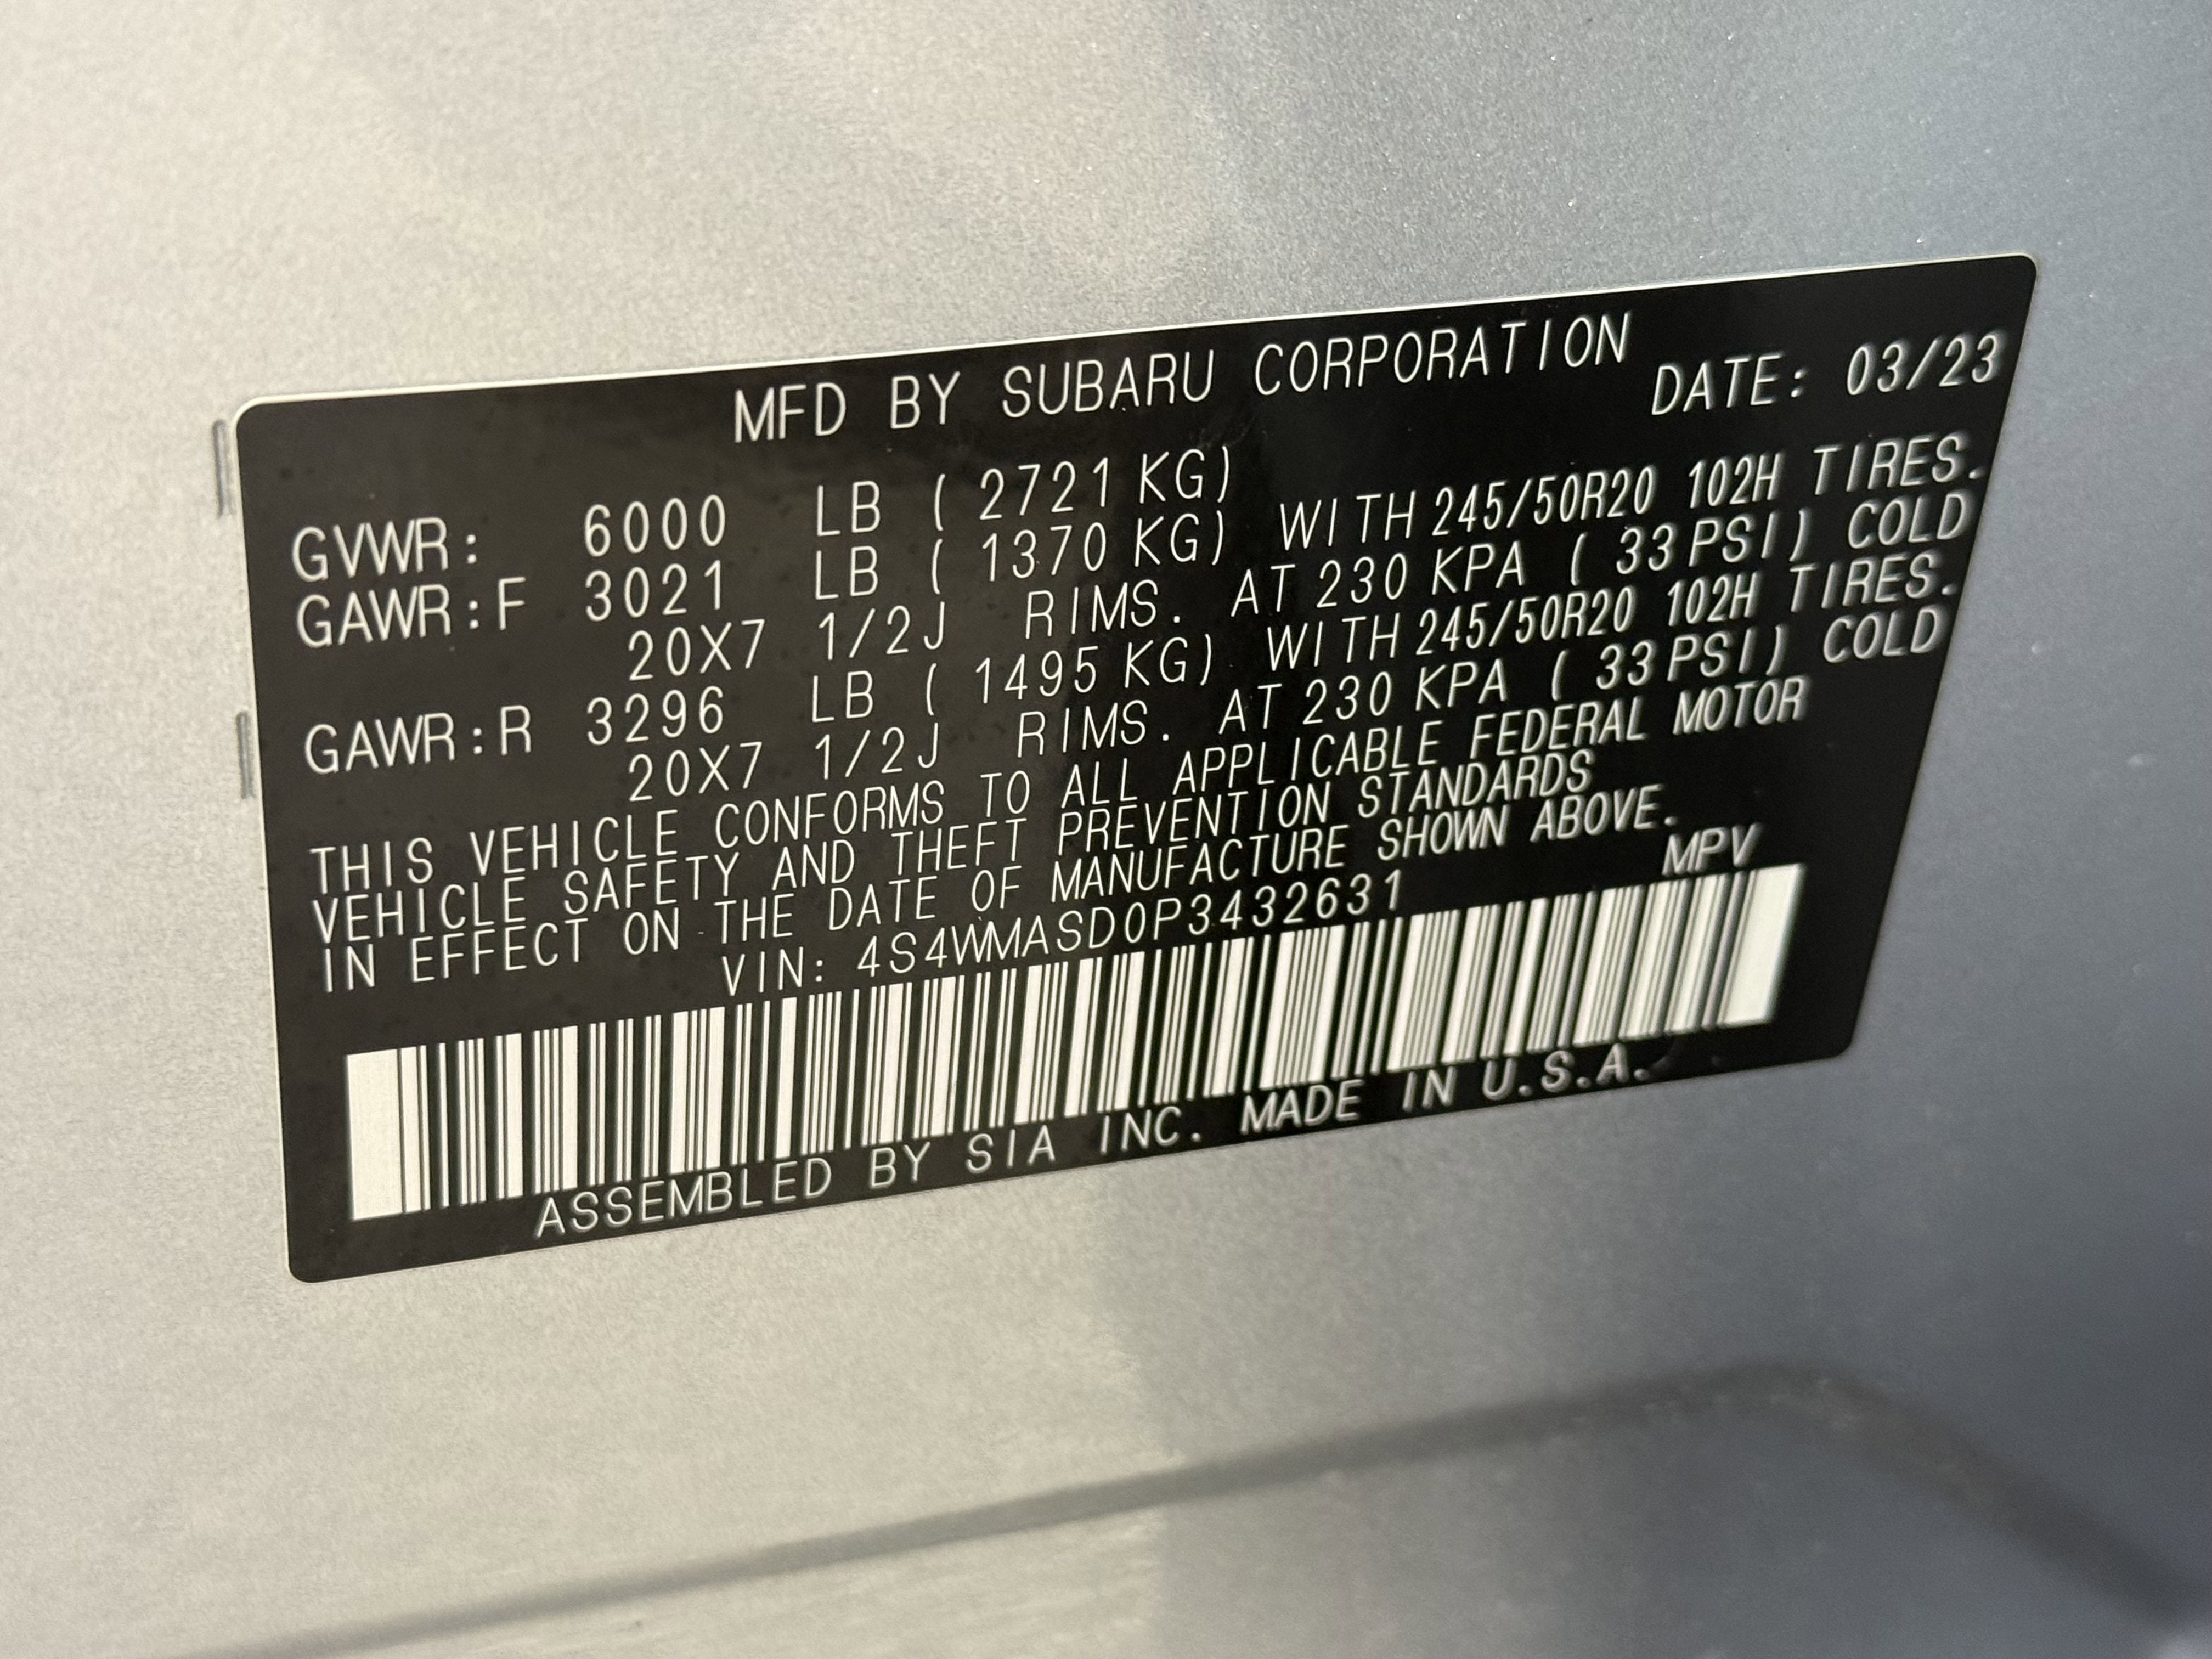 MFD BY SUBARU CORPORATION
DATE: 03/23
GVWR: 6000 LB ( 2721 KG)
GAWR:F 3021 LB ( 1370 KG) WITH 245/50R20 102H TIRES.
20X7 1/2J RIMS. AT 230 KPA ( 33 PSI) COLD
GAWR:R 3296 LB ( 1495 KG) WITH 245/50R20 102H TIRES.
20X7 1/2J RIMS. AT 230 KPA ( 33 PSI) COLD
THIS VEHICLE CONFORMS TO ALL APPLICABLE FEDERAL MOTOR
VEHICLE SAFETY AND THEFT PREVENTION STANDARDS
IN EFFECT ON THE DATE OF MANUFACTURE SHOWN ABOVE.
VIN: 4S4WMASD0P3432631 MPV
ASSEMBLED BY SIA INC. MADE IN U.S.A.